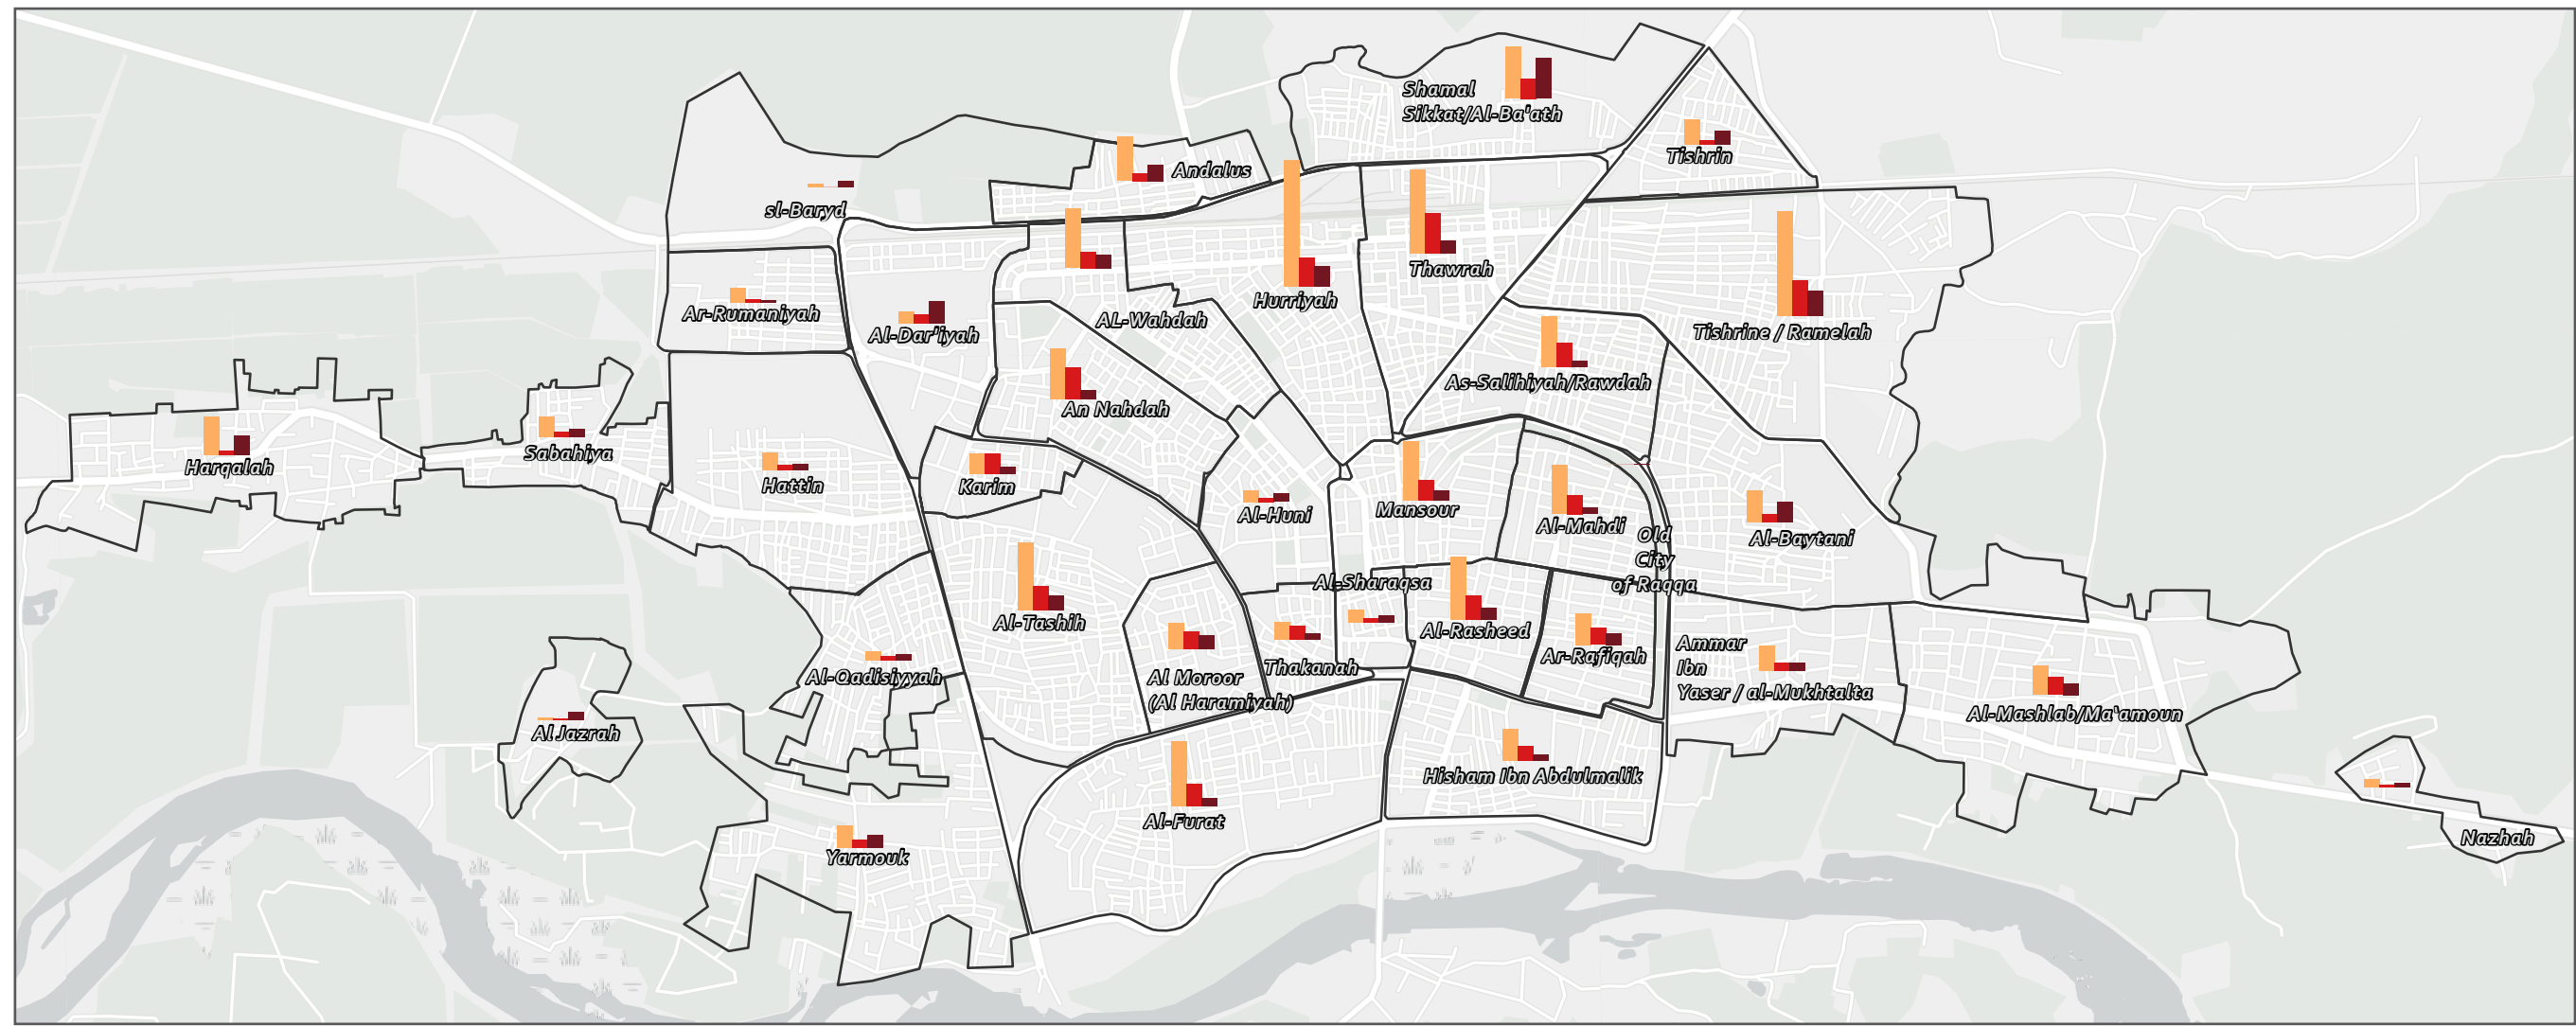 Shamal
Sikkat/Al-Ba'ath
Tishrin
Andalus
sl-Baryd
Thawrah
Hurriyah
Ar-Rumaniyah
AL-Wahdah
Al-Dar'iyah
Tishrine / Ramelah
As-Salihiyah/Rawdah
An Nahdah
Harqalah
Sabahiya
Hattin
Karim
Al-Huni
Mansour
Al-Mahdi
Old
City
of Raqqa
Al-Baytani
Al-Sharaqsa
Al-Tashih
Al-Rasheed
Ar-Rafiqah
Ammar
Ibn
Yaser / al-Mukhtalta
Al-Qadisiyyah
Al Moroor
(Al Haramiyah)
Thakanah
Al-Mashlab/Ma'amoun
Al Jazrah
Hisham Ibn Abdulmalik
Al-Furat
Nazhah
Yarmouk